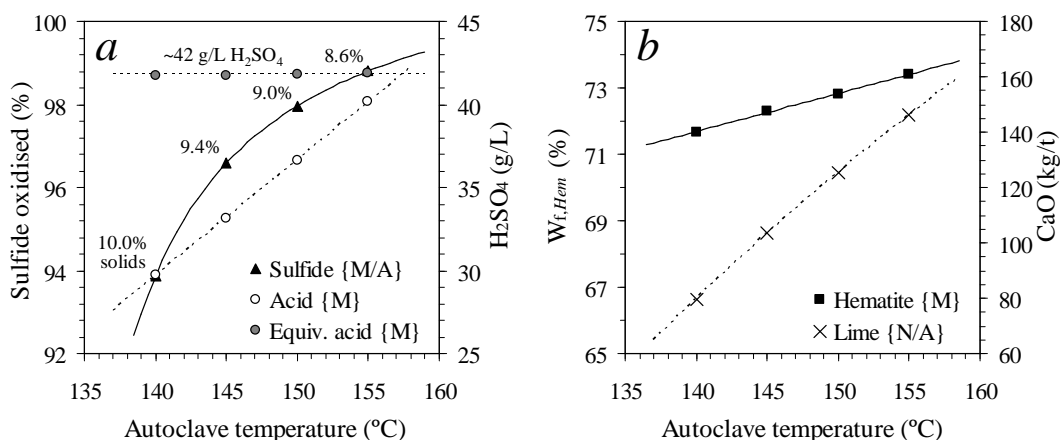 a
Sulfide oxidised (%)
100
98
96
94
92
45
40
35
30
25
H₂SO₄ (g/L)
~42 g/L H₂SO₄
8.6%
9.0%
9.4%
10.0%
solids
Sulfide {M/A}
Acid {M}
Equiv. acid {M}
135 140 145 150 155 160
Autoclave temperature (ºC)
b
W_f,Hem (%)
75
73
71
69
67
65
180
160
140
120
100
80
60
CaO (kg/t)
Hematite {M}
Lime {N/A}
135 140 145 150 155 160
Autoclave temperature (ºC)